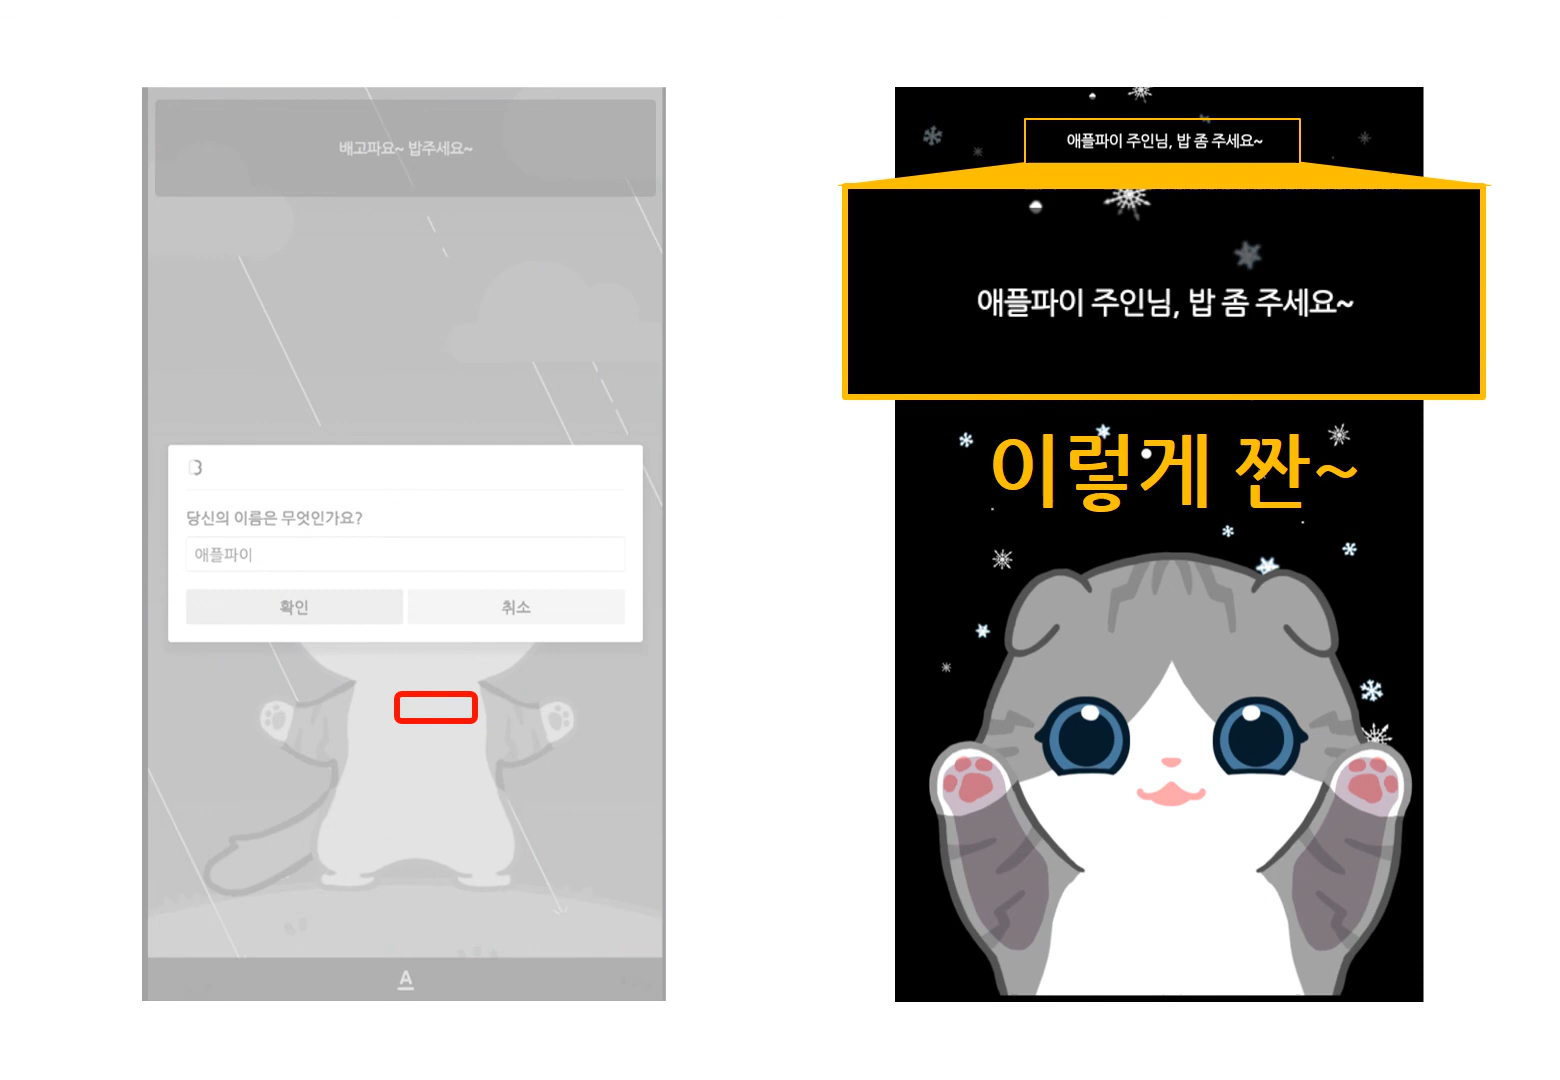 배고파요~ 밥주세요~
B
당신의 이름은 무엇인가요?
애플파이
확인 취소
A
애플파이 주인님, 밥 좀 주세요~
애플파이 주인님, 밥 좀 주세요~
이렇게 짠~